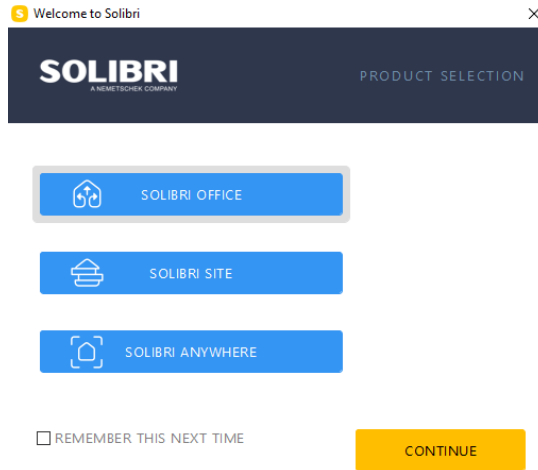 S Welcome to Solibri
SOLIBRI
A NEMETSCHEK COMPANY
PRODUCT SELECTION
SOLIBRI OFFICE
SOLIBRI SITE
SOLIBRI ANYWHERE
REMEMBER THIS NEXT TIME
CONTINUE